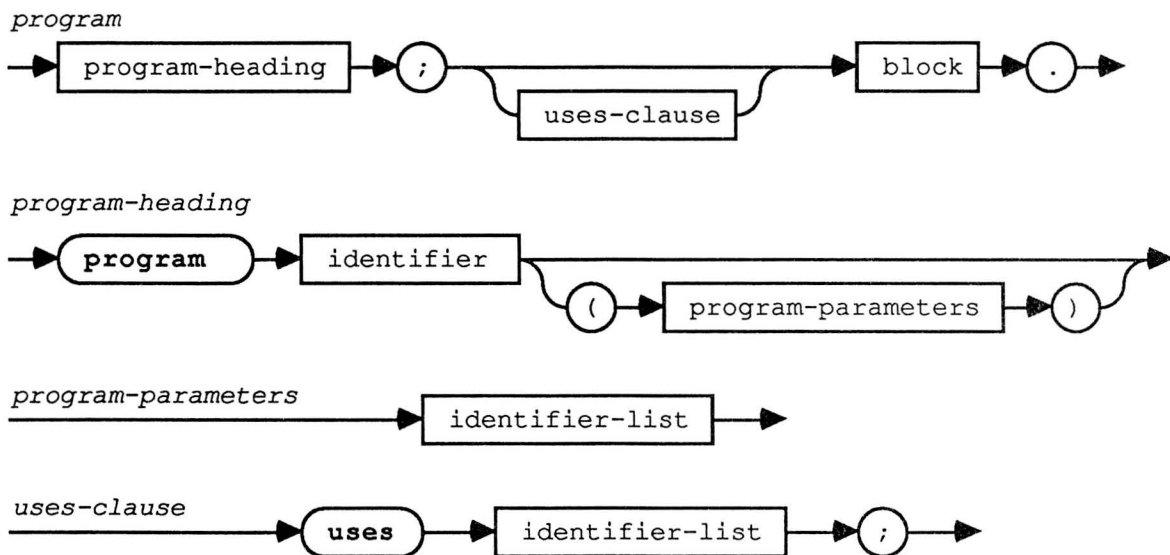 program
program-heading ; block .
uses-clause
program-heading
program identifier
( program-parameters )
program-parameters
identifier-list
uses-clause
uses identifier-list ;